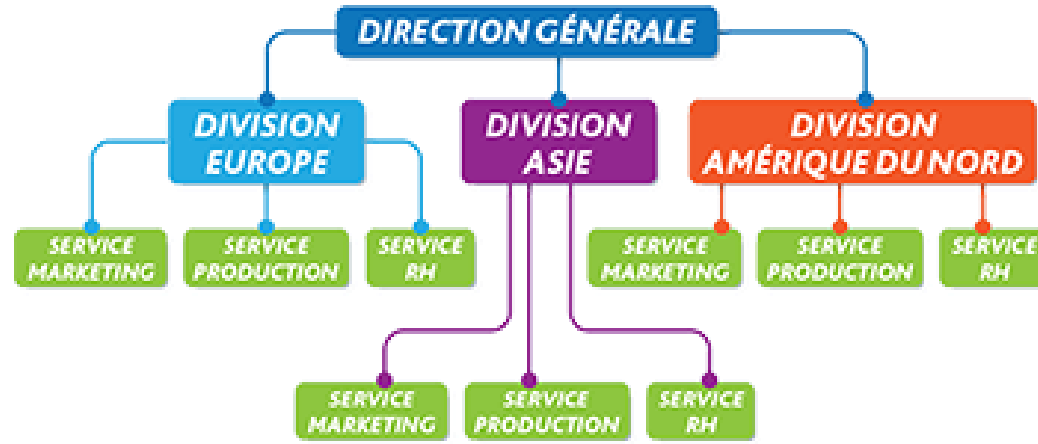 DIRECTION GÉNÉRALE
DIVISION
EUROPE
DIVISION
ASIE
DIVISION
AMÉRIQUE DU NORD
SERVICE
MARKETING
SERVICE
PRODUCTION
SERVICE
RH
SERVICE
MARKETING
SERVICE
PRODUCTION
SERVICE
RH
SERVICE
MARKETING
SERVICE
PRODUCTION
SERVICE
RH